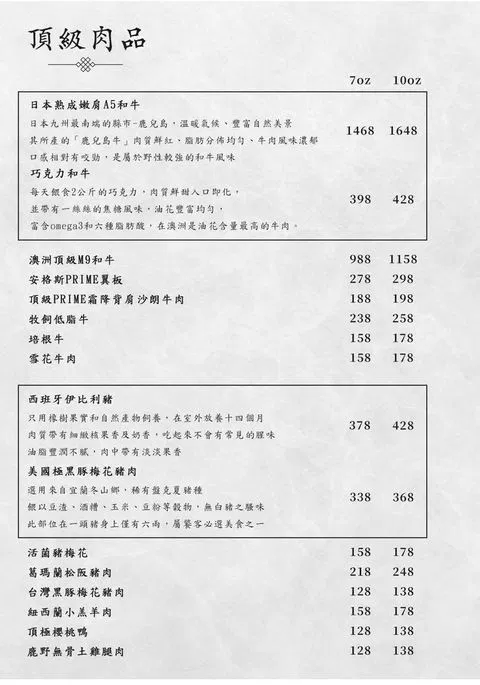 頂級肉品
7oz 10oz
日本熟成嫩肩A5和牛
日本九州最南端的縣市-鹿兒島，溫暖氣候、豐富自然美景
其所產的「鹿兒島牛」肉質鮮紅、脂肪分佈均勻、牛肉風味濃郁
口感相對有咬勁，是屬於野性較強的和牛風味
1468 1648
巧克力和牛
每天餵食2公斤的巧克力，肉質鮮甜入口即化，
並帶有一絲絲的焦糖風味，油花豐富均勻，
富含omega3和六種脂肪酸，在澳洲是油花含量最高的牛肉。
398 428
澳洲頂級M9和牛 988 1158
安格斯PRIME翼板 278 298
頂級PRIME霜降背肩沙朗牛肉 188 198
牧飼低脂牛 238 258
培根牛 158 178
雪花牛肉 158 178
西班牙伊比利豬
只用橡樹果實和自然產物飼養，在室外放養十四個月
肉質帶有細緻核果香及奶香，吃起來不會有常見的腥味
油脂豐潤不膩，肉中帶有淡淡果香
378 428
美國極黑豚梅花豬肉
選用來自宜蘭冬山鄉，稀有盤克夏豬種
餵以豆渣、酒糟、玉米、豆粉等穀物，無白豬之騷味
此部位在一頭豬身上僅有六兩，屬饕客必選美食之一
338 368
活菌豬梅花 158 178
葛瑪蘭松阪豬肉 218 248
台灣黑豚梅花豬肉 128 138
紐西蘭小羔羊肉 158 178
頂極櫻桃鴨 128 138
鹿野無骨土雞腿肉 128 138